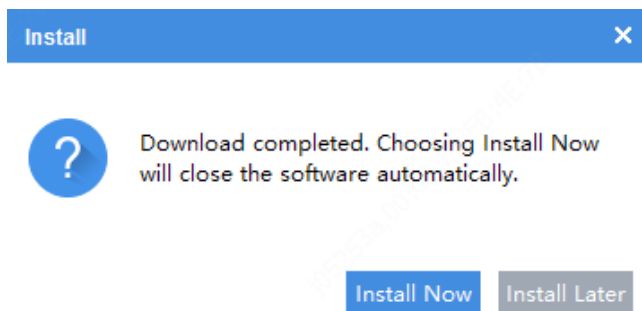 Install
Download completed. Choosing Install Now
will close the software automatically.
Install Now
Install Later